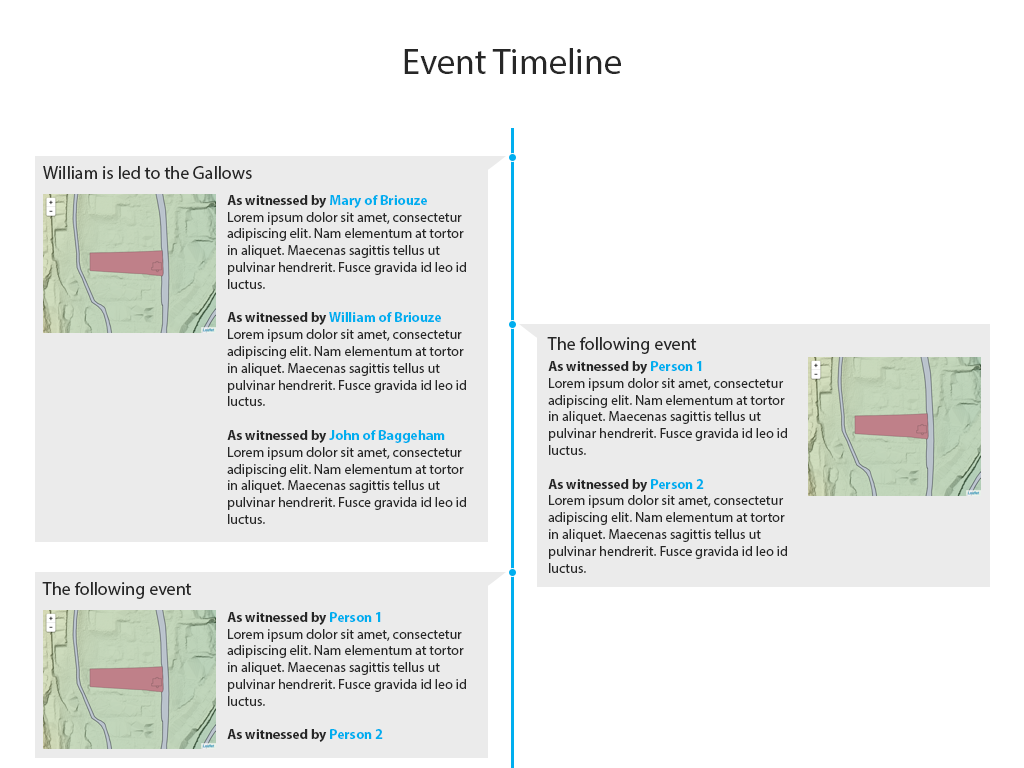 Event Timeline
William is led to the Gallows
+
−
Leaflet
As witnessed by Mary of Briouze
Lorem ipsum dolor sit amet, consectetur
adipiscing elit. Nam elementum at tortor
in aliquet. Maecenas sagittis tellus ut
pulvinar hendrerit. Fusce gravida id leo id
luctus.
As witnessed by William of Briouze
Lorem ipsum dolor sit amet, consectetur
adipiscing elit. Nam elementum at tortor
in aliquet. Maecenas sagittis tellus ut
pulvinar hendrerit. Fusce gravida id leo id
luctus.
As witnessed by John of Baggeham
Lorem ipsum dolor sit amet, consectetur
adipiscing elit. Nam elementum at tortor
in aliquet. Maecenas sagittis tellus ut
pulvinar hendrerit. Fusce gravida id leo id
luctus.
The following event
As witnessed by Person 1
Lorem ipsum dolor sit amet, consectetur
adipiscing elit. Nam elementum at tortor
in aliquet. Maecenas sagittis tellus ut
pulvinar hendrerit. Fusce gravida id leo id
luctus.
As witnessed by Person 2
Lorem ipsum dolor sit amet, consectetur
adipiscing elit. Nam elementum at tortor
in aliquet. Maecenas sagittis tellus ut
pulvinar hendrerit. Fusce gravida id leo id
luctus.
+
−
Leaflet
The following event
+
−
Leaflet
As witnessed by Person 1
Lorem ipsum dolor sit amet, consectetur
adipiscing elit. Nam elementum at tortor
in aliquet. Maecenas sagittis tellus ut
pulvinar hendrerit. Fusce gravida id leo id
luctus.
As witnessed by Person 2